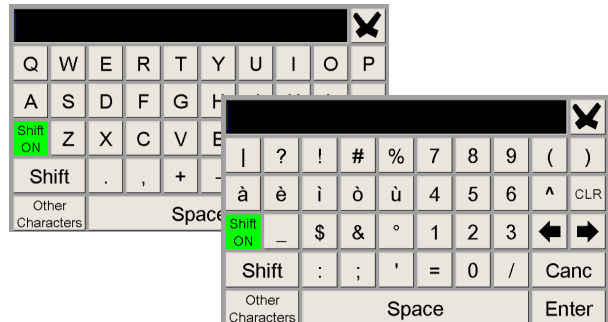 Q W E R T Y U I O P
A S D F G
Shift
ON
Z X C V
Shift . , + -
Other
Characters
Space
| ? ! # % 7 8 9 ( )
à è ì ò ù 4 5 6 ^ CLR
Shift
ON
_ $ & ° 1 2 3
Shift : ; ' = 0 / Canc
Other
Characters
Space Enter